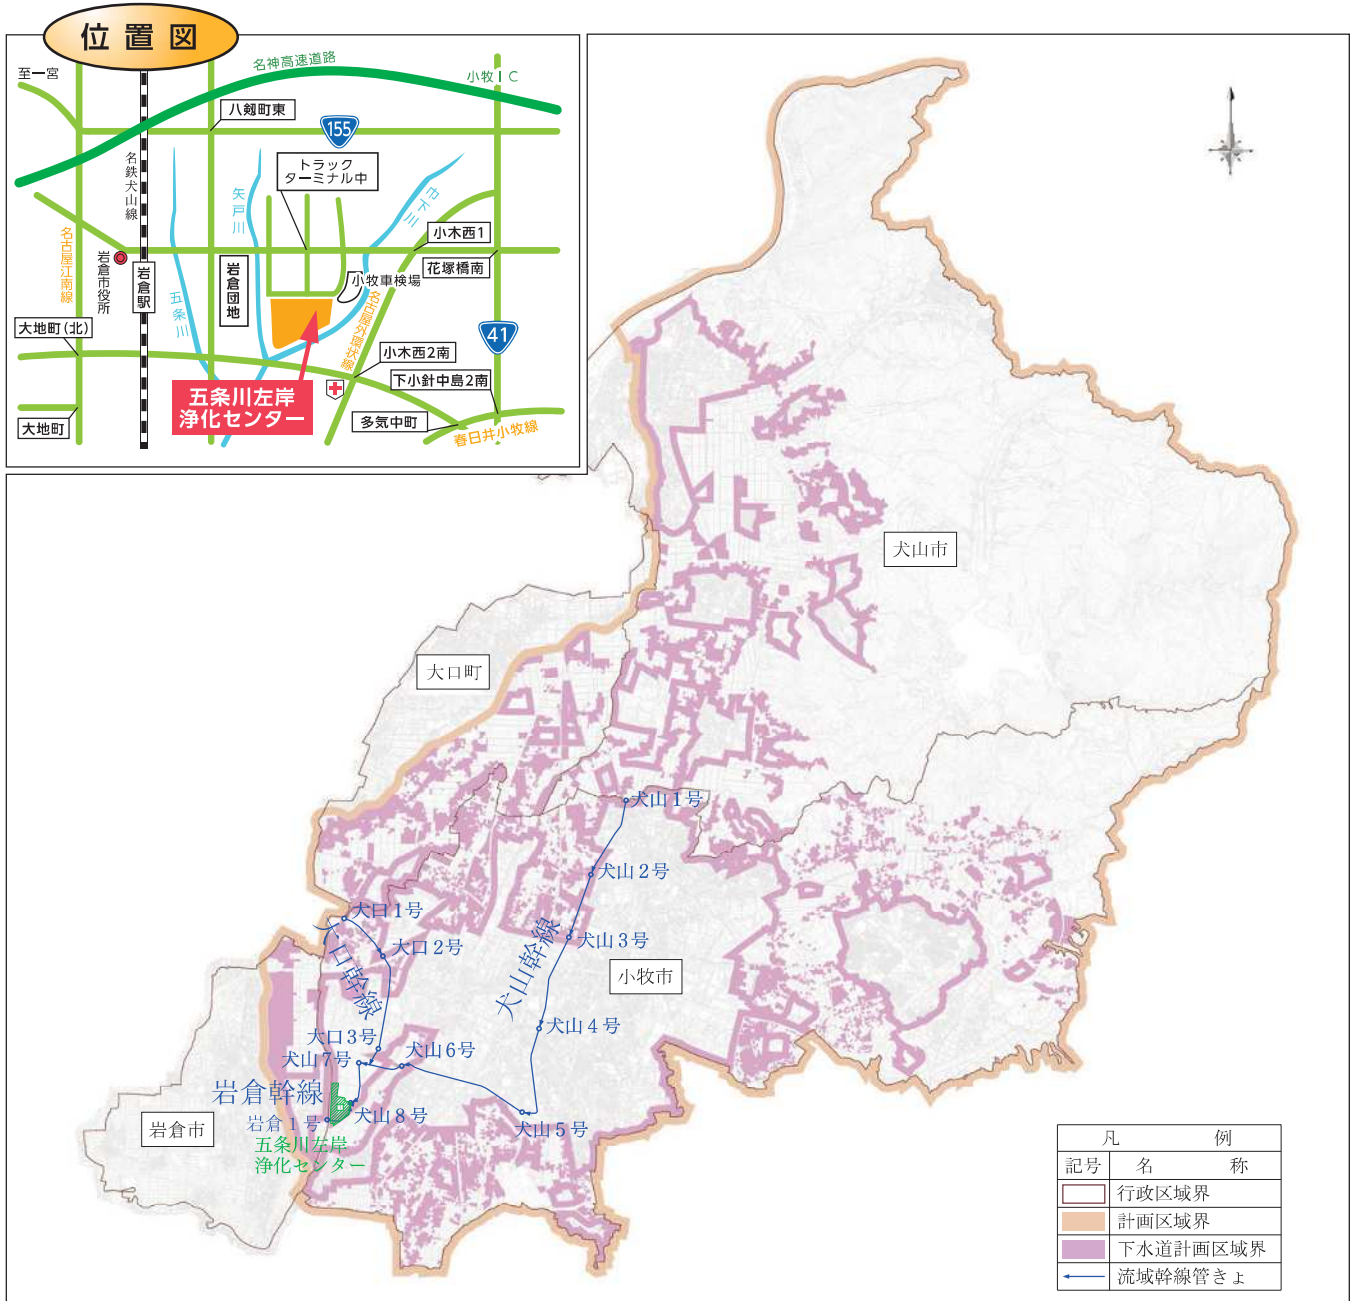 位置図
至一宮
名神高速道路
小牧IC
八剱町東
155
名鉄犬山線
トラック
ターミナル中
矢戸川
巾下川
小木西1
花塚橋南
名古屋江南線
岩倉市役所
岩倉駅
五条川
岩倉団地
小牧車検場
名古屋外環状線
大地町(北)
41
小木西2南
下小針中島2南
五条川左岸
浄化センター
多気中町
大地町
春日井小牧線
犬山市
大口町
犬山1号
犬山2号
大口1号
大口2号
犬山3号
大口幹線
犬山幹線
小牧市
犬山4号
大口3号
犬山7号
犬山6号
岩倉幹線
岩倉1号
犬山8号
犬山5号
岩倉市
五条川左岸
浄化センター
凡例
記号 名称
行政区域界
計画区域界
下水道計画区域界
流域幹線管きょ